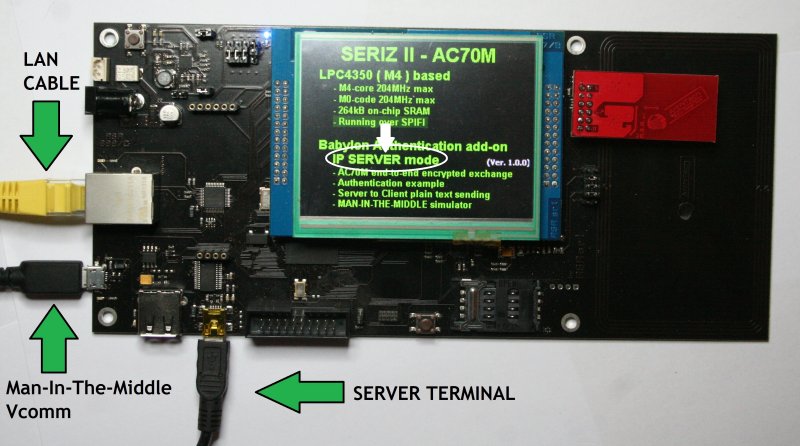 LAN
CABLE
SERIZ II - AC70M
LPC4350 ( M4 ) based
- M4-core 204MHz max
- M0-code 204MHz max
- 264kB on-chip SRAM
- Running over SPIFI
Babylon Authentication add-on
IP SERVER mode
(Ver. 1.0.0)
- AC70M end-to-end encrypted exchange
- Authentication example
- Server to Client plain text sending
- MAN-IN-THE-MIDDLE simulator
Man-In-The-Middle
Vcomm
SERVER TERMINAL